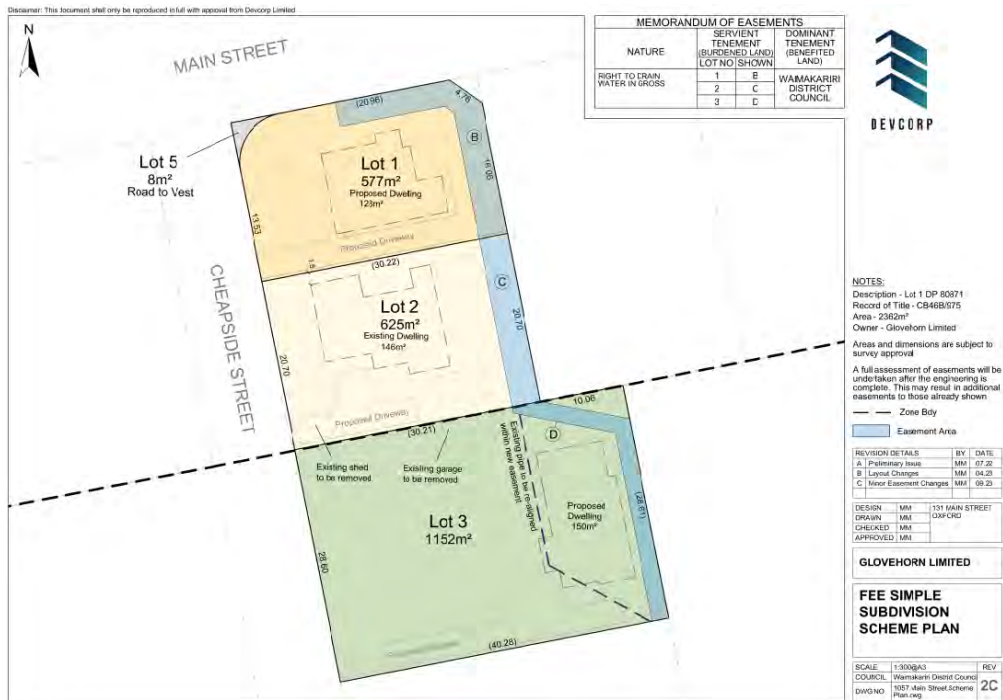 Disclaimer: This document shall only be reproduced in full with approval from Devcorp Limited
N
MAIN STREET
MEMORANDUM OF EASEMENTS
NATURE
SERVIENT TENEMENT (BURDENED LAND)
DOMINANT TENEMENT (BENEFITED LAND)
LOT NO SHOWN
RIGHT TO DRAIN WATER IN GROSS
1 B
2 C
3 D
WAIMAKARIRI DISTRICT COUNCIL
DEVCORP
(20.96)
4.76
B
Lot 5
8m²
Road to Vest
Lot 1
577m²
Proposed Dwelling
123m²
13.53
Proposed Driveway
1.5
(30.22)
C
CHEAPSIDE STREET
Lot 2
625m²
Existing Dwelling
146m²
20.70
20.70
Proposed Driveway
(30.21)
10.06
D
Existing shed
to be removed
Existing garage
to be removed
Existing pipe to be re-aligned
within new easement
Proposed
Dwelling
150m²
(28.61)
Lot 3
1152m²
28.60
(40.28)
NOTES:
Description - Lot 1 DP 80871
Record of Title - CB46B/975
Area - 2362m²
Owner - Glovehorn Limited
Areas and dimensions are subject to
survey approval
A full assessment of easements will be
undertaken after the engineering is
complete. This may result in additional
easements to those already shown
Zone Bdy
Easement Area
REVISION DETAILS BY DATE
A Preliminary Issue MM 07.22
B Layout Changes MM 04.23
C Minor Easement Changes MM 09.23
DESIGN MM
DRAWN MM
CHECKED MM
APPROVED MM
131 MAIN STREET
OXFORD
GLOVEHORN LIMITED
FEE SIMPLE
SUBDIVISION
SCHEME PLAN
SCALE 1:300@A3 REV
COUNCIL Waimakariri District Council
DWG NO 1057 Main Street Scheme
Plan.dwg
2C